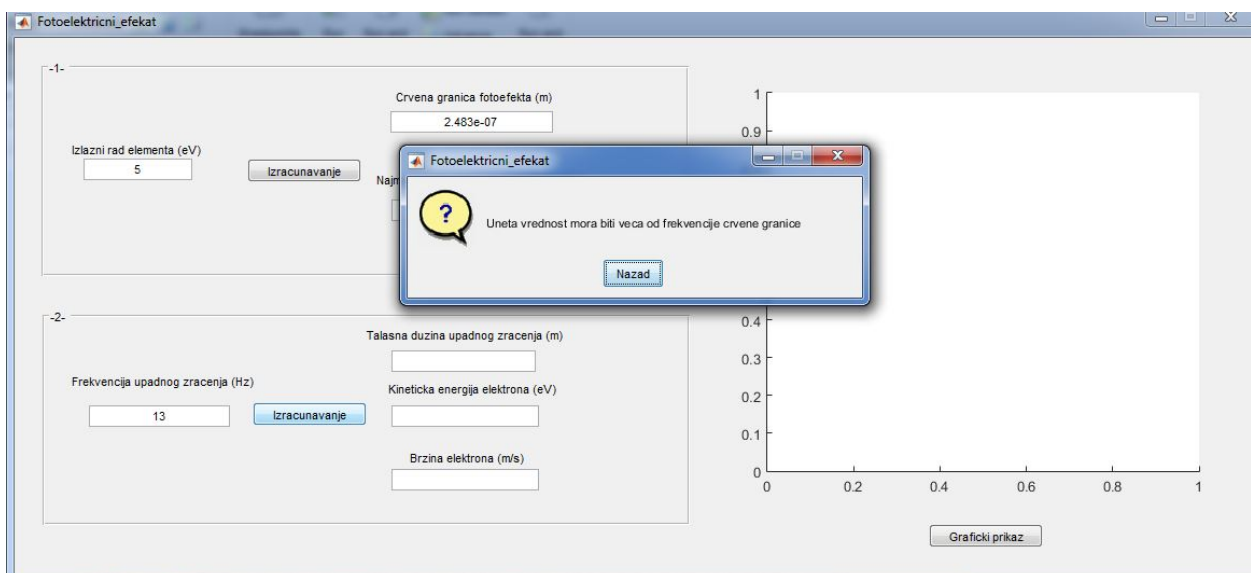 Fotoelektricni_efekat
-1-
Crvena granica fotoefekta (m)
2.483e-07
Izlazni rad elementa (eV)
5
Izracunavanje
Fotoelektricni_efekat
?
Uneta vrednost mora biti veca od frekvencije crvene granice
Nazad
-2-
Talasna duzina upadnog zracenja (m)
Frekvencija upadnog zracenja (Hz)
13
Izracunavanje
Kineticka energija elektrona (eV)
Brzina elektrona (m/s)
1
0.9
0.4
0.3
0.2
0.1
0
0 0.2 0.4 0.6 0.8 1
Graficki prikaz